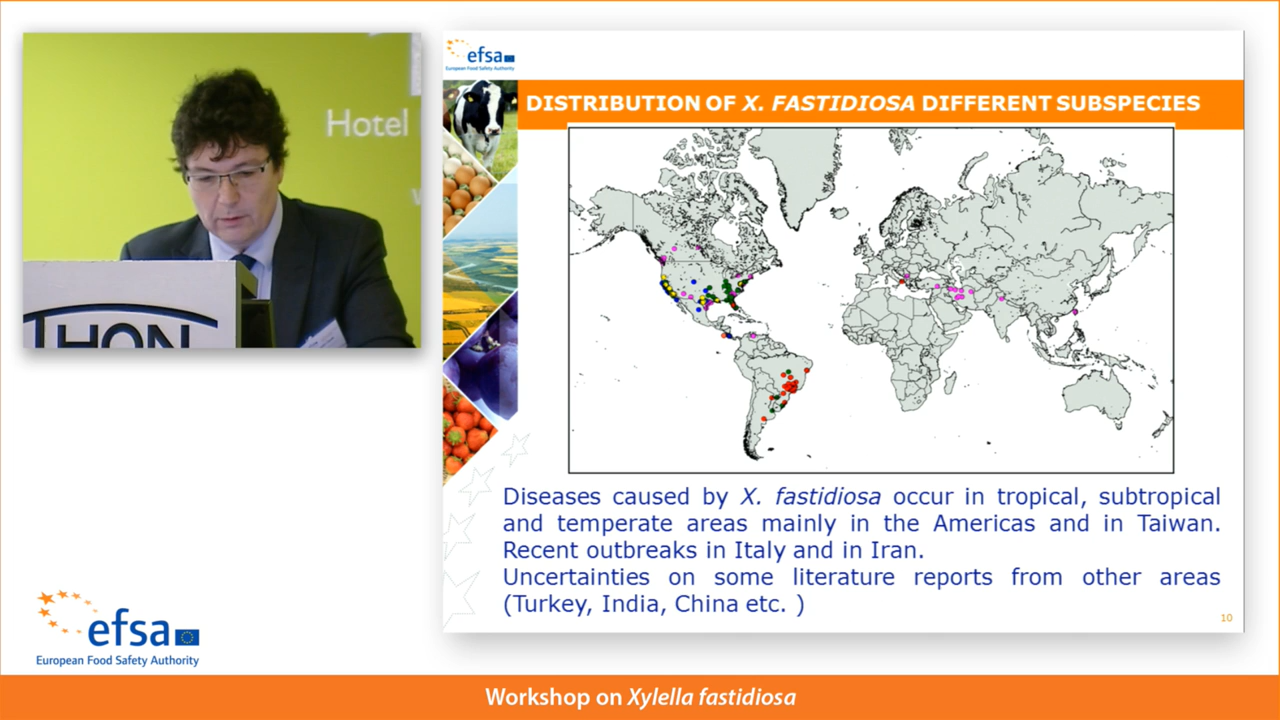 Hotel
THON
efsa
European Food Safety Authority
DISTRIBUTION OF X. FASTIDIOSA DIFFERENT SUBSPECIES
Diseases caused by X. fastidiosa occur in tropical, subtropical
and temperate areas mainly in the Americas and in Taiwan.
Recent outbreaks in Italy and in Iran.
Uncertainties on some literature reports from other areas
(Turkey, India, China etc. )
10
efsa
European Food Safety Authority
Workshop on Xylella fastidiosa